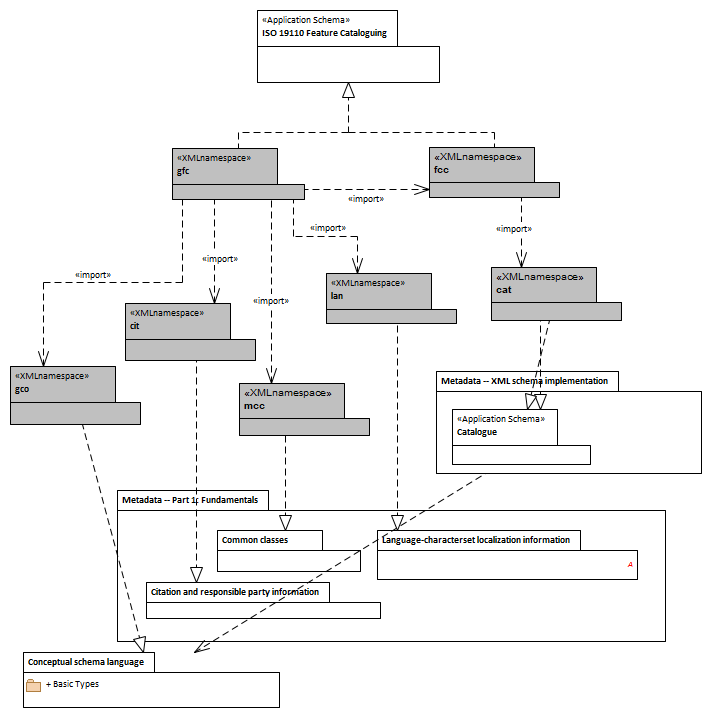 «Application Schema»
ISO 19110 Feature Cataloguing
«XMLnamespace»
gfc
«XMLnamespace»
fcc
«import»
«import»
«import»
«import»
«import»
«import»
«XMLnamespace»
lan
«XMLnamespace»
cat
«XMLnamespace»
cit
«XMLnamespace»
gco
«XMLnamespace»
mcc
Metadata -- XML schema implementation
«Application Schema»
Catalogue
Metadata -- Part 1: Fundamentals
Common classes
Language-characterset localization information
A
Citation and responsible party information
Conceptual schema language
+ Basic Types